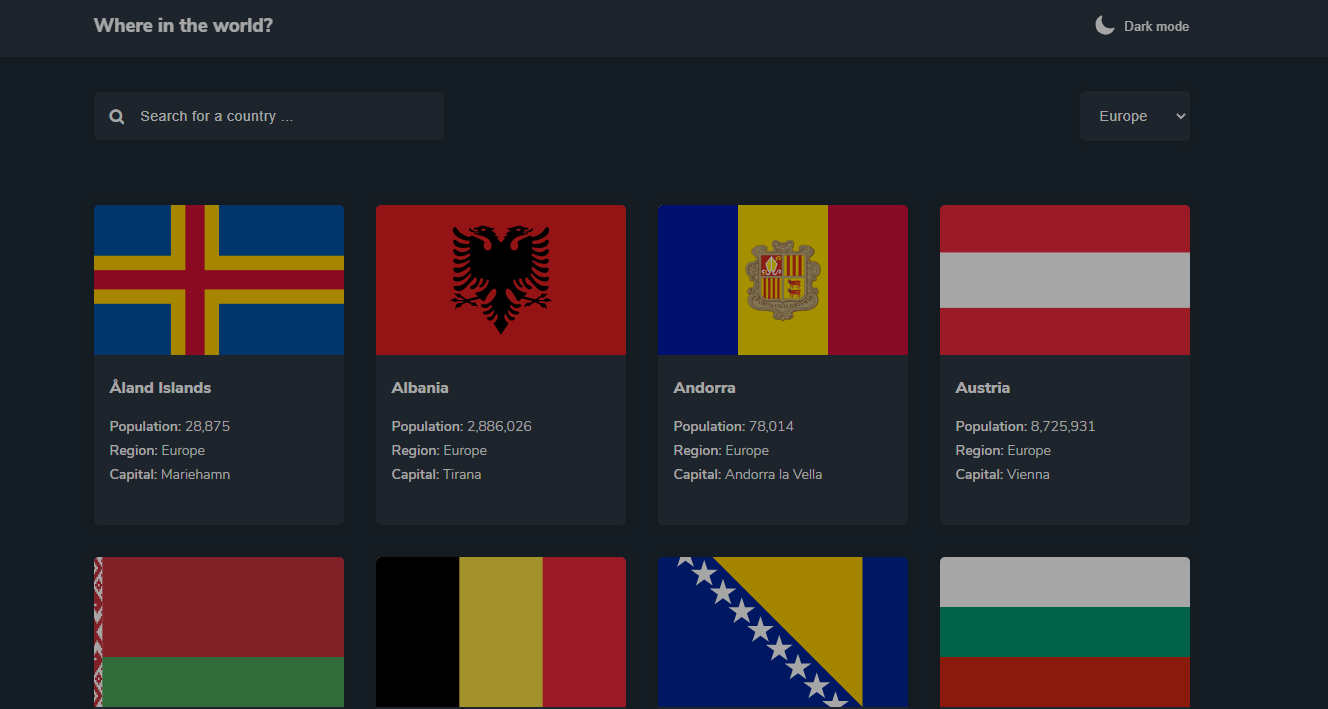 Where in the world?
Dark mode
Search for a country ...
Europe
Åland Islands
Population: 28,875
Region: Europe
Capital: Mariehamn
Albania
Population: 2,886,026
Region: Europe
Capital: Tirana
Andorra
Population: 78,014
Region: Europe
Capital: Andorra la Vella
Austria
Population: 8,725,931
Region: Europe
Capital: Vienna